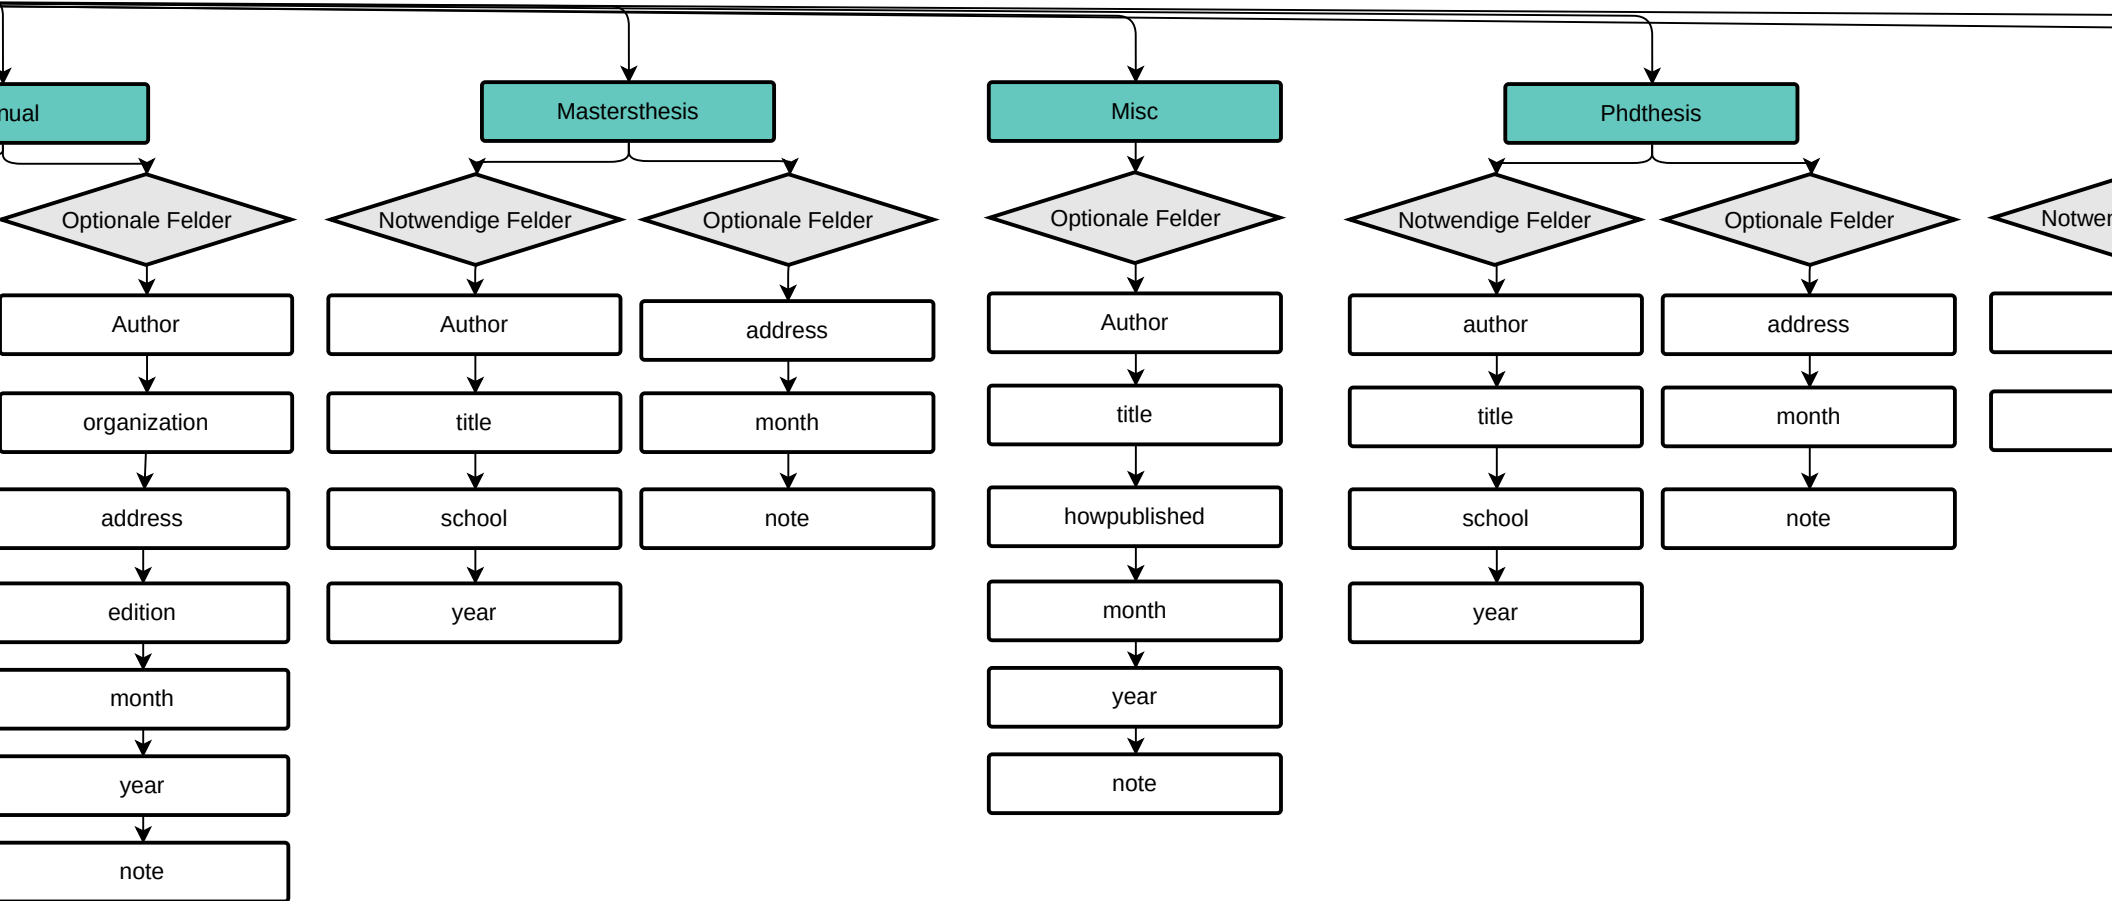 nual
Optionale Felder
Author
organization
address
edition
month
year
note
Mastersthesis
Notwendige Felder
Author
title
school
year
Optionale Felder
address
month
note
Misc
Optionale Felder
Author
title
howpublished
month
year
note
Phdthesis
Notwendige Felder
author
title
school
year
Optionale Felder
address
month
note
Notwer